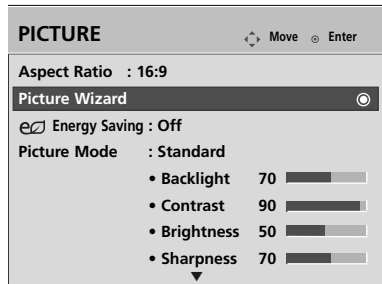 PICTURE Move Enter
Aspect Ratio : 16:9
Picture Wizard
Energy Saving : Off
Picture Mode : Standard
• Backlight 70
• Contrast 90
• Brightness 50
• Sharpness 70